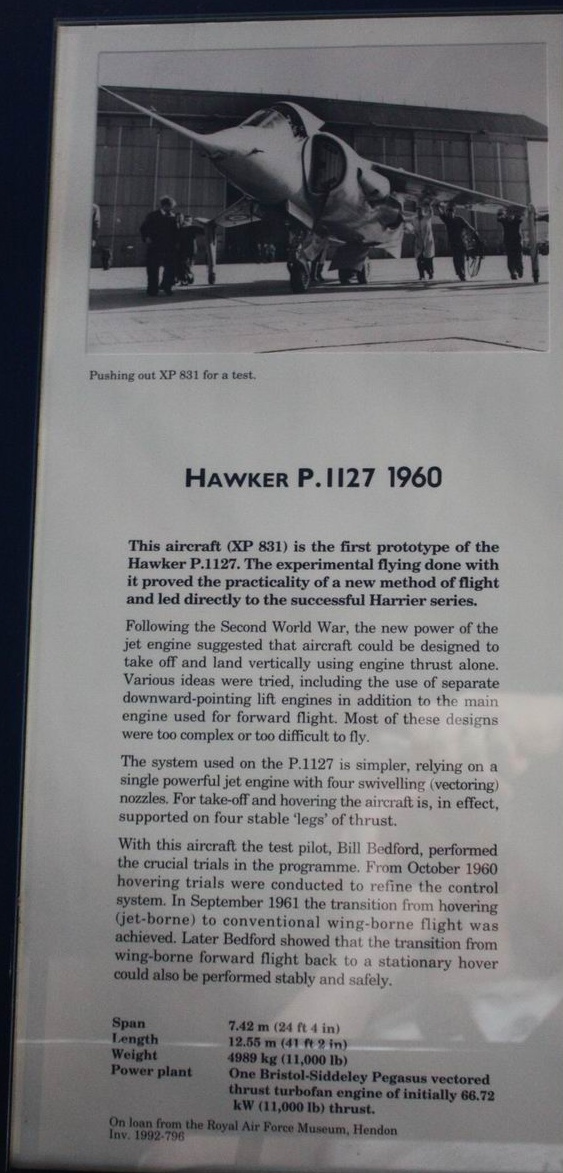 Pushing out XP 831 for a test.
HAWKER P.1127 1960
This aircraft (XP 831) is the first prototype of the
Hawker P.1127. The experimental flying done with
it proved the practicality of a new method of flight
and led directly to the successful Harrier series.
Following the Second World War, the new power of the
jet engine suggested that aircraft could be designed to
take off and land vertically using engine thrust alone.
Various ideas were tried, including the use of separate
downward-pointing lift engines in addition to the main
engine used for forward flight. Most of these designs
were too complex or too difficult to fly.
The system used on the P.1127 is simpler, relying on a
single powerful jet engine with four swivelling (vectoring)
nozzles. For take-off and hovering the aircraft is, in effect,
supported on four stable 'legs' of thrust.
With this aircraft the test pilot, Bill Bedford, performed
the crucial trials in the programme. From October 1960
hovering trials were conducted to refine the control
system. In September 1961 the transition from hovering
(jet-borne) to conventional wing-borne flight was
achieved. Later Bedford showed that the transition from
wing-borne forward flight back to a stationary hover
could also be performed stably and safely.
Span 7.42 m (24 ft 4 in)
Length 12.55 m (41 ft 2 in)
Weight 4989 kg (11,000 lb)
Power plant One Bristol-Siddeley Pegasus vectored
thrust turbofan engine of initially 66.72
kW (11,000 lb) thrust.
On loan from the Royal Air Force Museum, Hendon
Inv. 1992-796